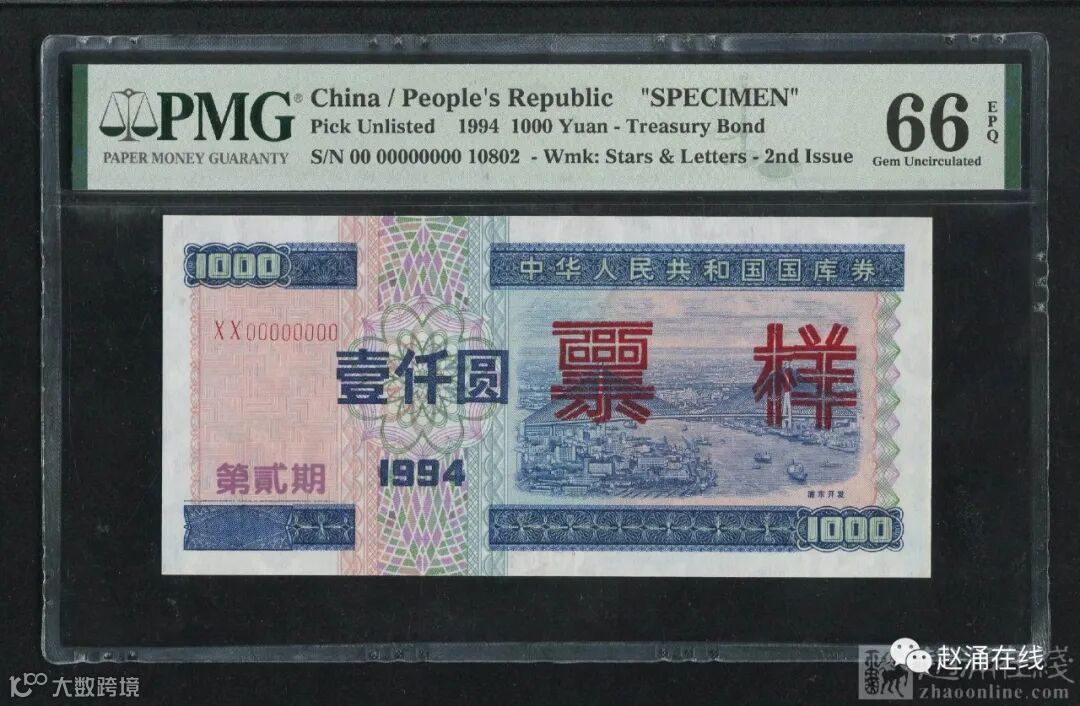 PMG®
PAPER MONEY GUARANTY
China / People's Republic "SPECIMEN"
Pick Unlisted 1994 1000 Yuan - Treasury Bond
S/N 00 00000000 10802 - Wmk: Stars & Letters - 2nd Issue
66
EPQ
Gem Uncirculated
1000
中华人民共和国国库券
XX00000000
壹仟圆
票样
第贰期
1994
浦东开发
1000
大数跨境
赵涌在线
zhaoonline.com